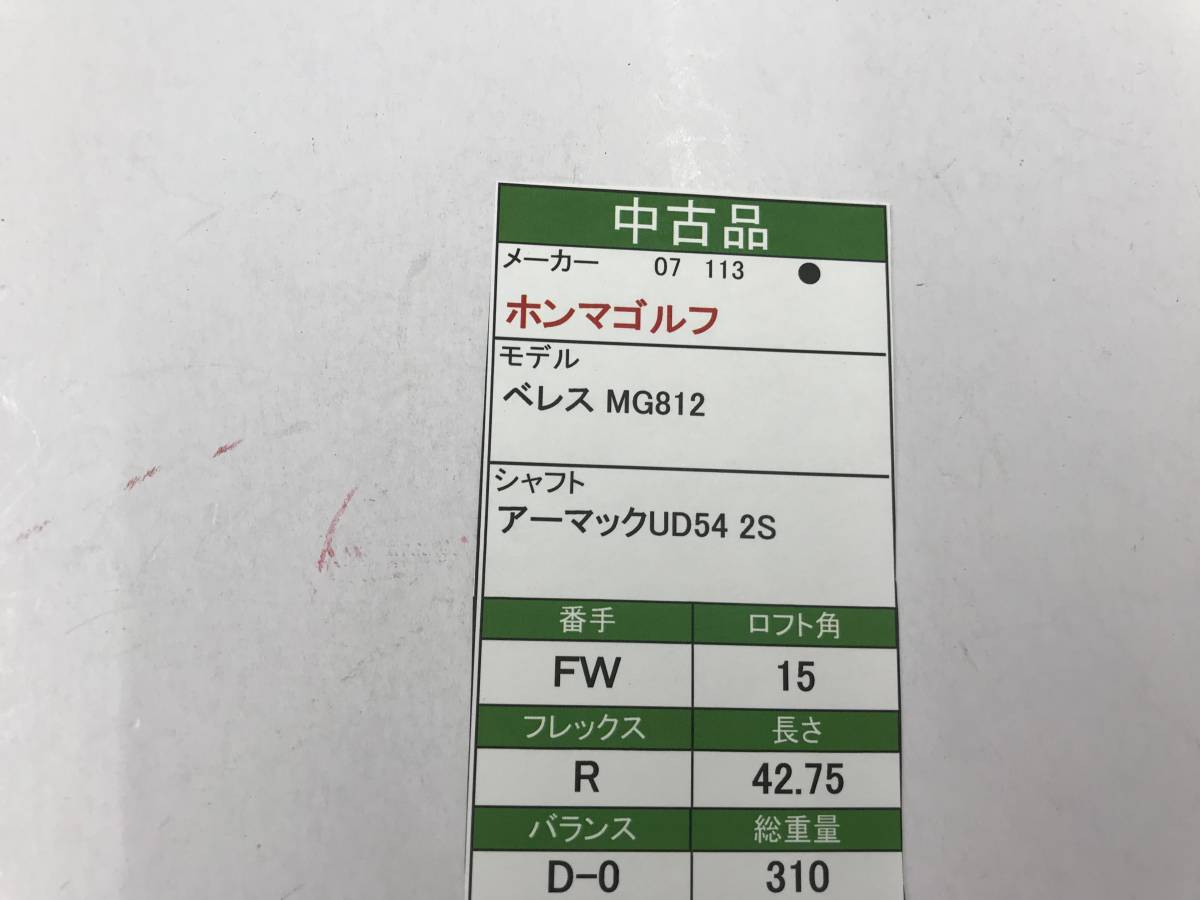 中古品
メーカー 07 113 ●
ホンマゴルフ
モデル
ベレス MG812
シャフト
アーマックUD54 2S
番手 ロフト角
FW 15
フレックス 長さ
R 42.75
バランス 総重量
D-0 310